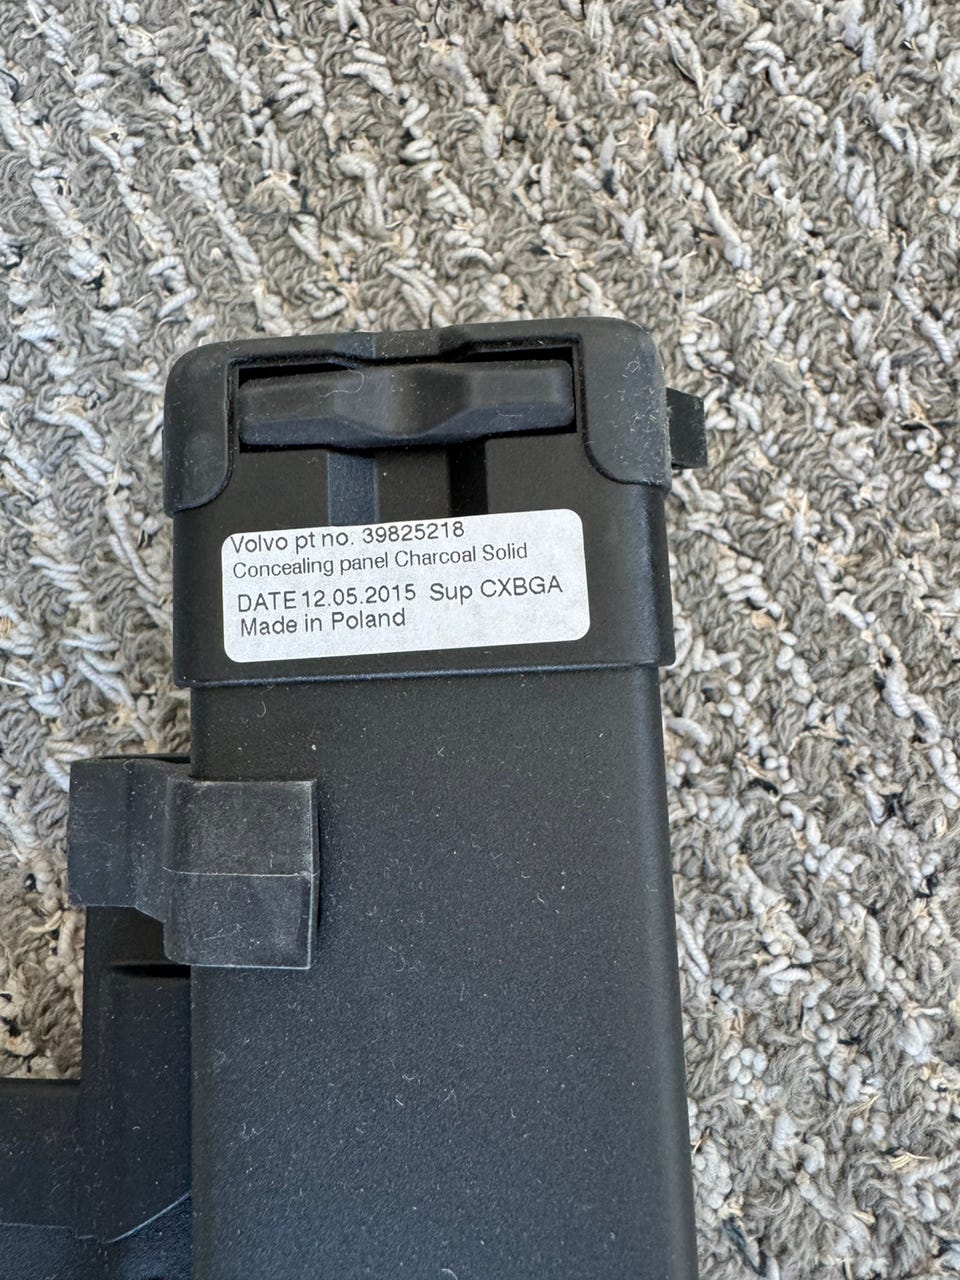 Volvo pt no. 39825218
Concealing panel Charcoal Solid
DATE 12.05.2015 Sup CXBGA
Made in Poland